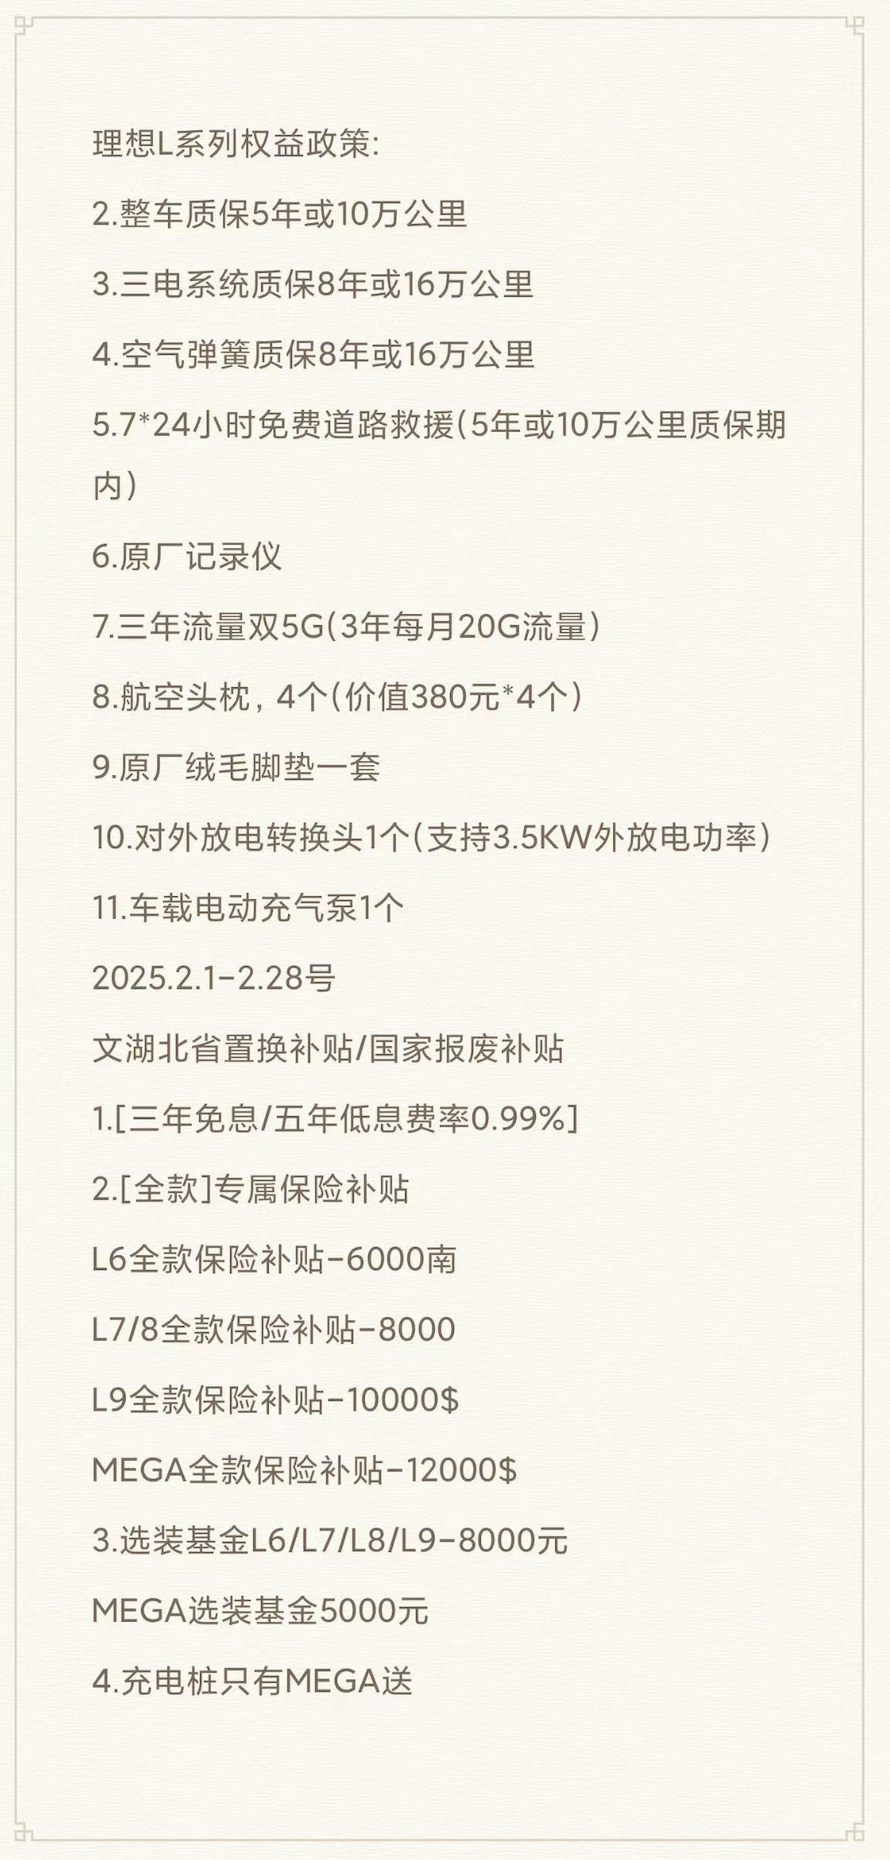 理想L系列权益政策:
2.整车质保5年或10万公里
3.三电系统质保8年或16万公里
4.空气弹簧质保8年或16万公里
5.7*24小时免费道路救援(5年或10万公里质保期
内)
6.原厂记录仪
7.三年流量双5G(3年每月20G流量)
8.航空头枕, 4个(价值380元*4个)
9.原厂绒毛脚垫一套
10.对外放电转换头1个(支持3.5KW外放电功率)
11.车载电动充气泵1个
2025.2.1-2.28号
文湖北省置换补贴/国家报废补贴
1.[三年免息/五年低息费率0.99%]
2.[全款]专属保险补贴
L6全款保险补贴-6000南
L7/8全款保险补贴-8000
L9全款保险补贴-10000$
MEGA全款保险补贴-12000$
3.选装基金L6/L7/L8/L9-8000元
MEGA选装基金5000元
4.充电桩只有MEGA送